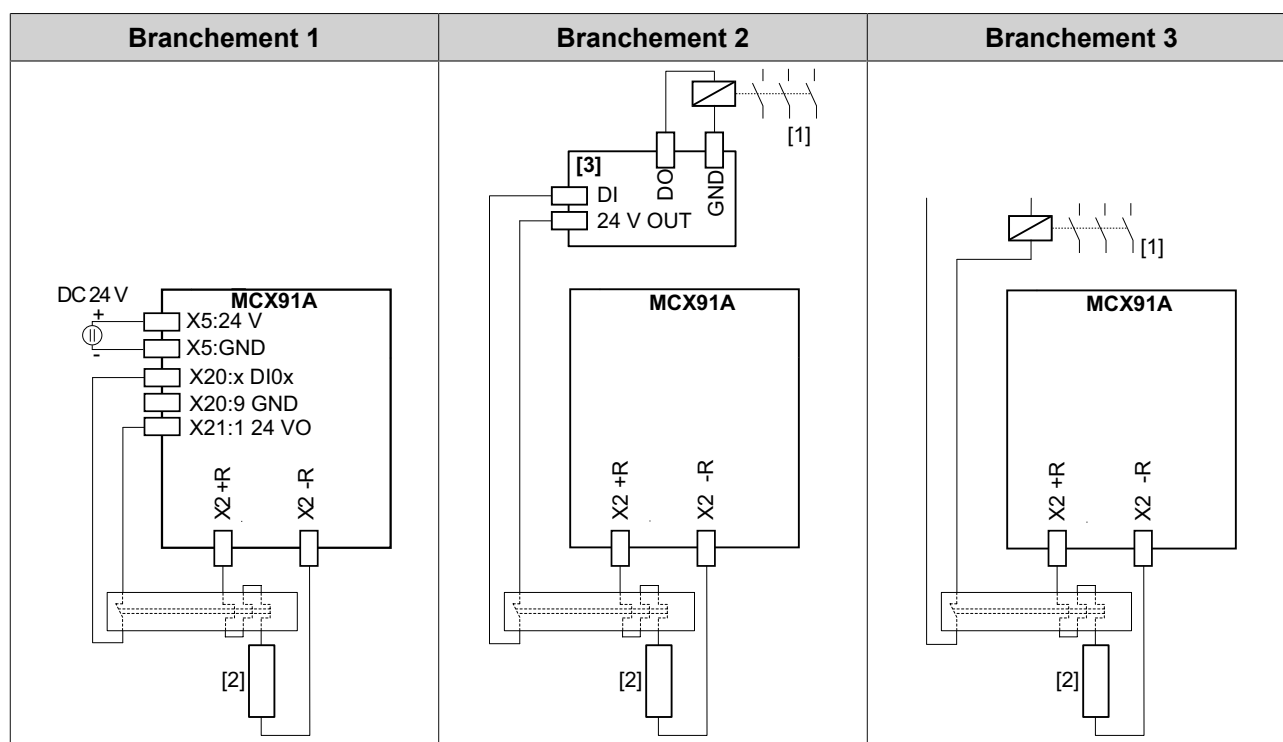 Branchement 1
Branchement 2
Branchement 3
DC 24 V
+
-
MCX91A
X5:24 V
X5:GND
X20:x DI0x
X20:9 GND
X21:1 24 VO
X2 +R
X2 -R
[2]
[1]
[3]
DO
GND
DI
24 V OUT
MCX91A
X2 +R
X2 -R
[2]
[1]
MCX91A
X2 +R
X2 -R
[2]